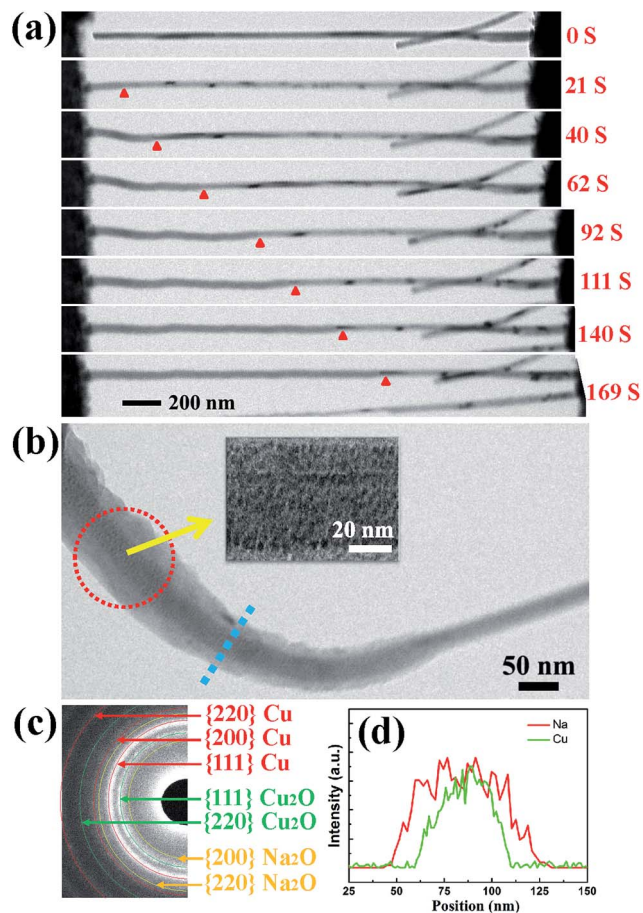 (a)
0 S
21 S
40 S
62 S
92 S
111 S
140 S
169 S
200 nm
(b)
20 nm
50 nm
(c)
{220} Cu
{200} Cu
{111} Cu
{111} Cu₂O
{220} Cu₂O
{200} Na₂O
{220} Na₂O
(d)
Na
Cu
Intensity (a.u.)
25 50 75 100 125 150
Position (nm)